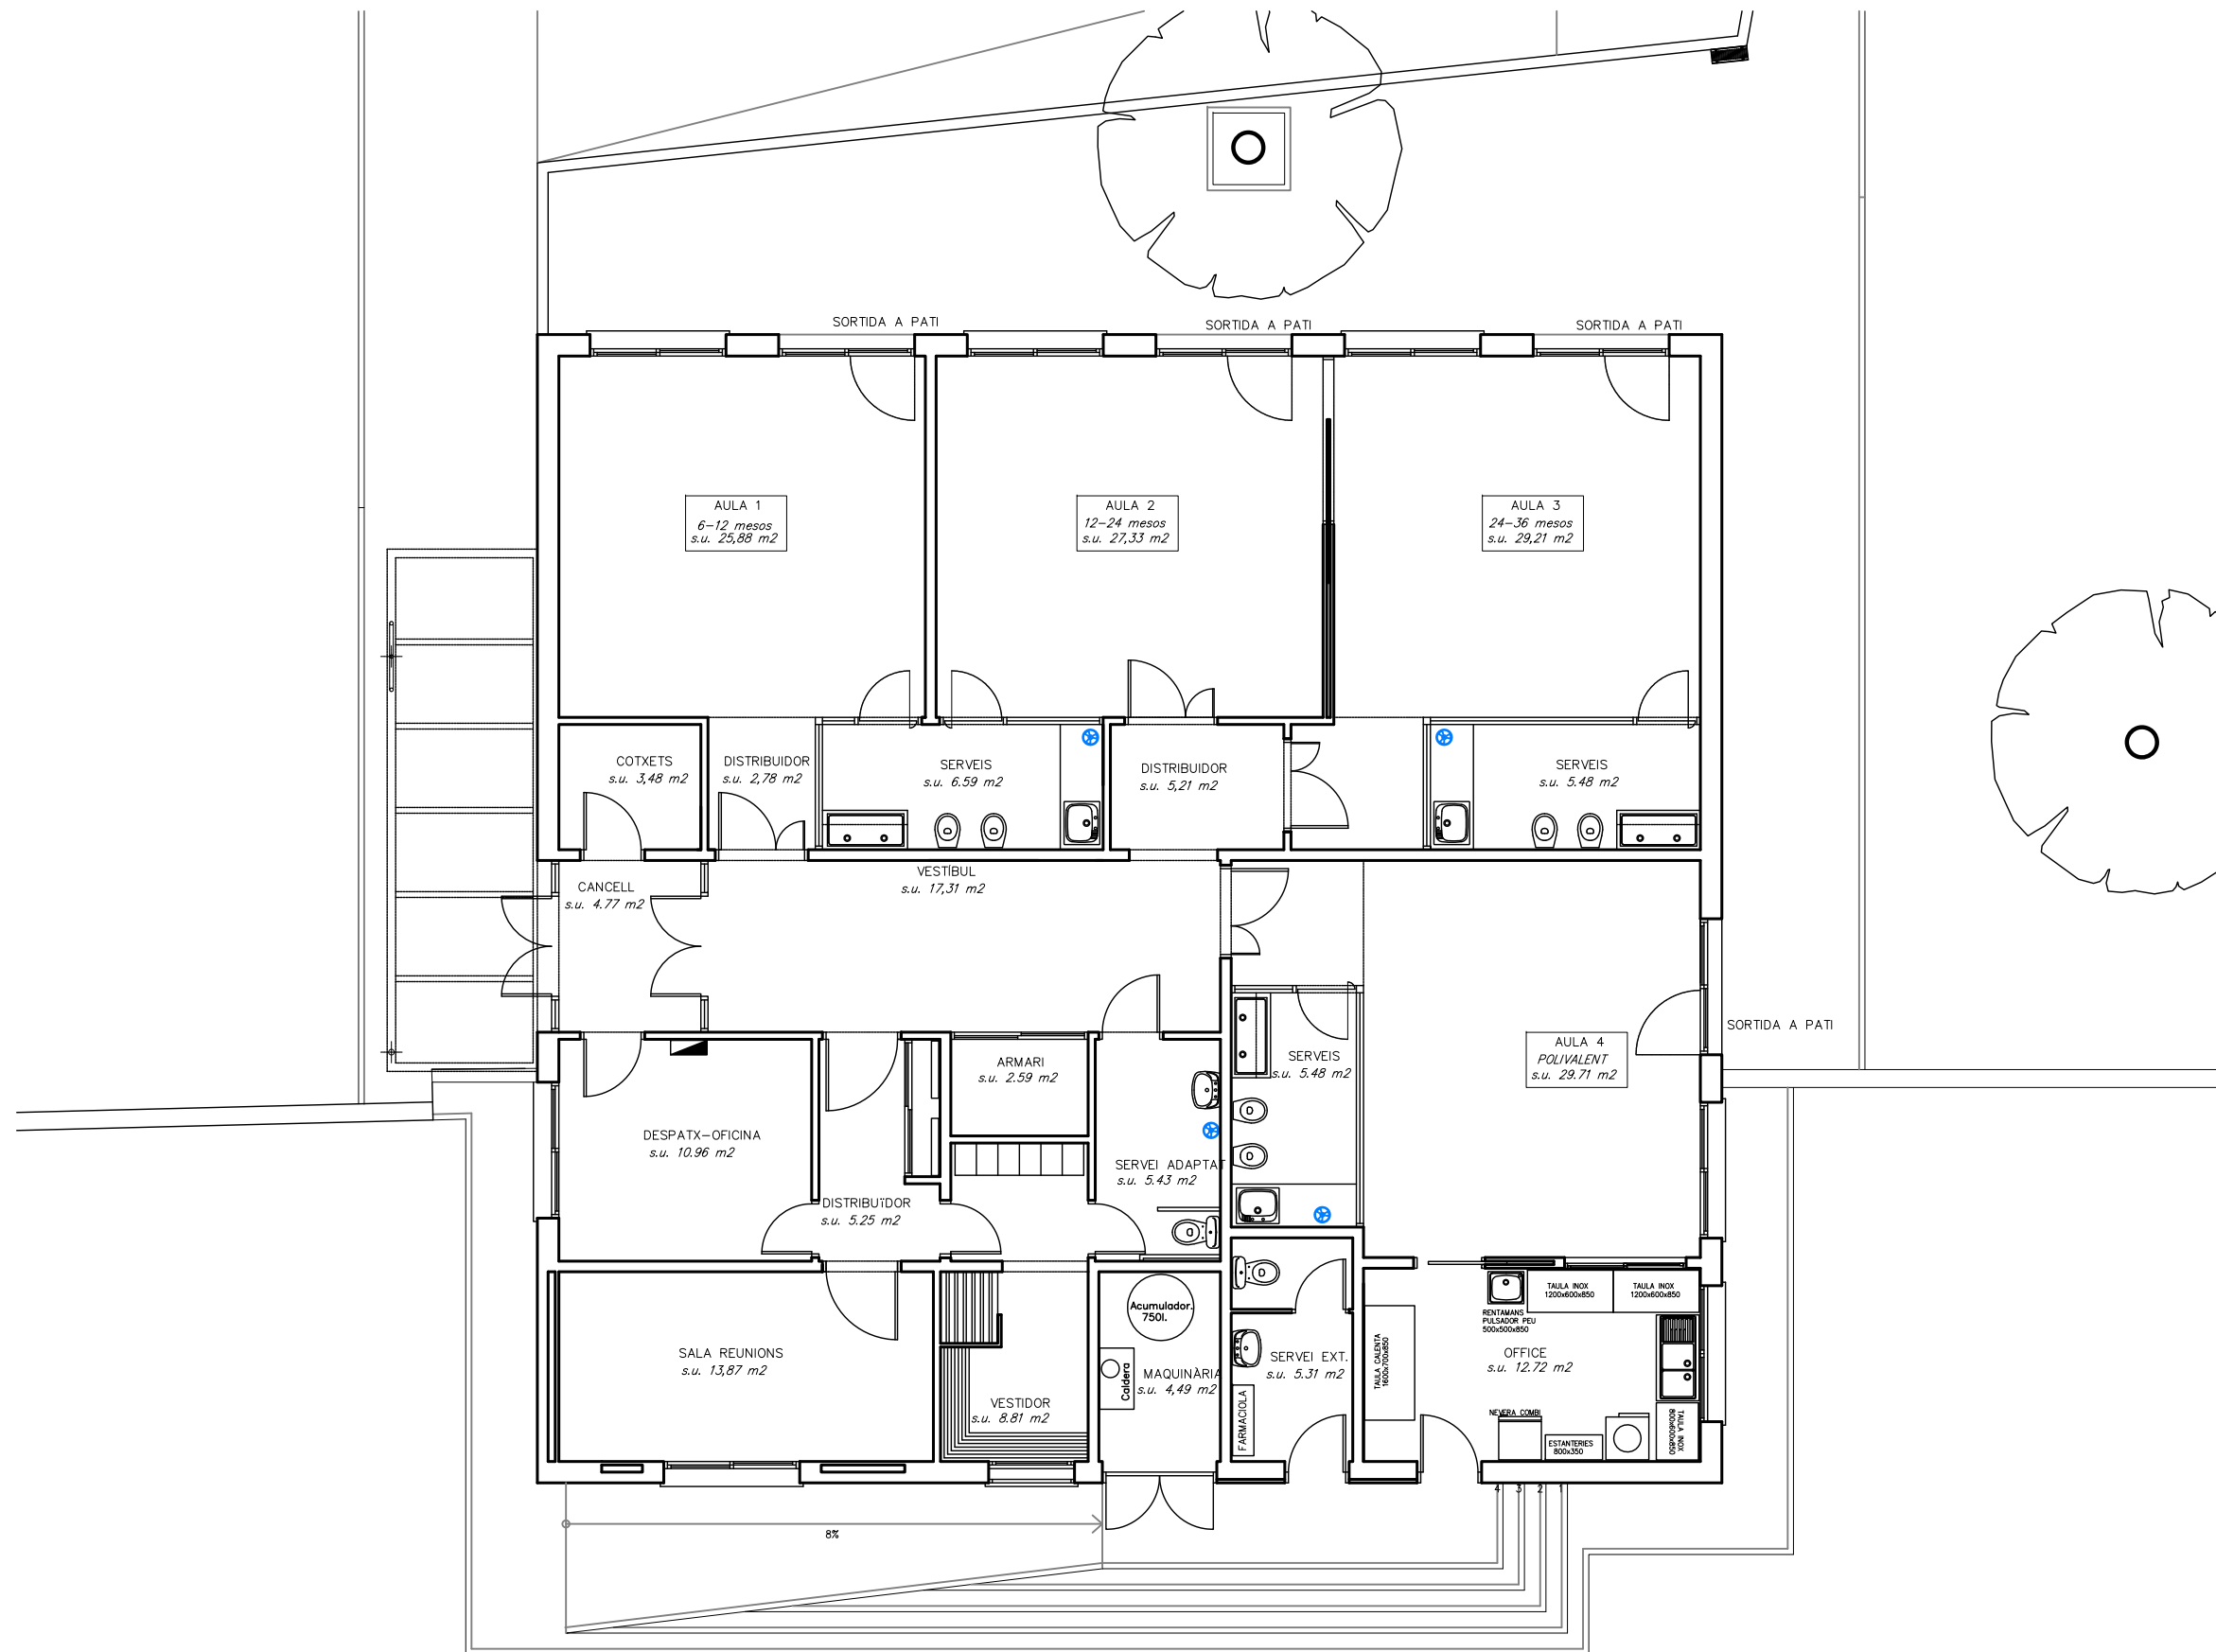 SORTIDA A PATI
SORTIDA A PATI
SORTIDA A PATI
AULA 1
6-12 mesos
s.u. 25,88 m2
AULA 2
12-24 mesos
s.u. 27,33 m2
AULA 3
24-36 mesos
s.u. 29,21 m2
COTXETS
s.u. 3,48 m2
DISTRIBUIDOR
s.u. 2,78 m2
SERVEIS
s.u. 6.59 m2
DISTRIBUIDOR
s.u. 5,21 m2
SERVEIS
s.u. 5.48 m2
CANCELL
s.u. 4.77 m2
VESTÍBUL
s.u. 17,31 m2
SORTIDA A PATI
AULA 4
POLIVALENT
s.u. 29.71 m2
SERVEIS
s.u. 5.48 m2
ARMARI
s.u. 2.59 m2
DESPATX-OFICINA
s.u. 10.96 m2
SERVEI ADAPTAT
s.u. 5.43 m2
DISTRIBUÏDOR
s.u. 5.25 m2
TAULA INOX
1200x600x850
TAULA INOX
1200x600x850
Acumulador.
750l.
RENTAMANS
PULSADOR PEU
500x500x850
TAULA CALENTA
1600x700x850
SALA REUNIONS
s.u. 13,87 m2
Caldera
MAQUINÀRIA
s.u. 4,49 m2
SERVEI EXT.
s.u. 5.31 m2
OFFICE
s.u. 12.72 m2
VESTIDOR
s.u. 8.81 m2
FARMACIOLA
NEVERA COMBI
ESTANTERIES
800x350
TAULA INOX
800x600x850
4 3 2 1
8%